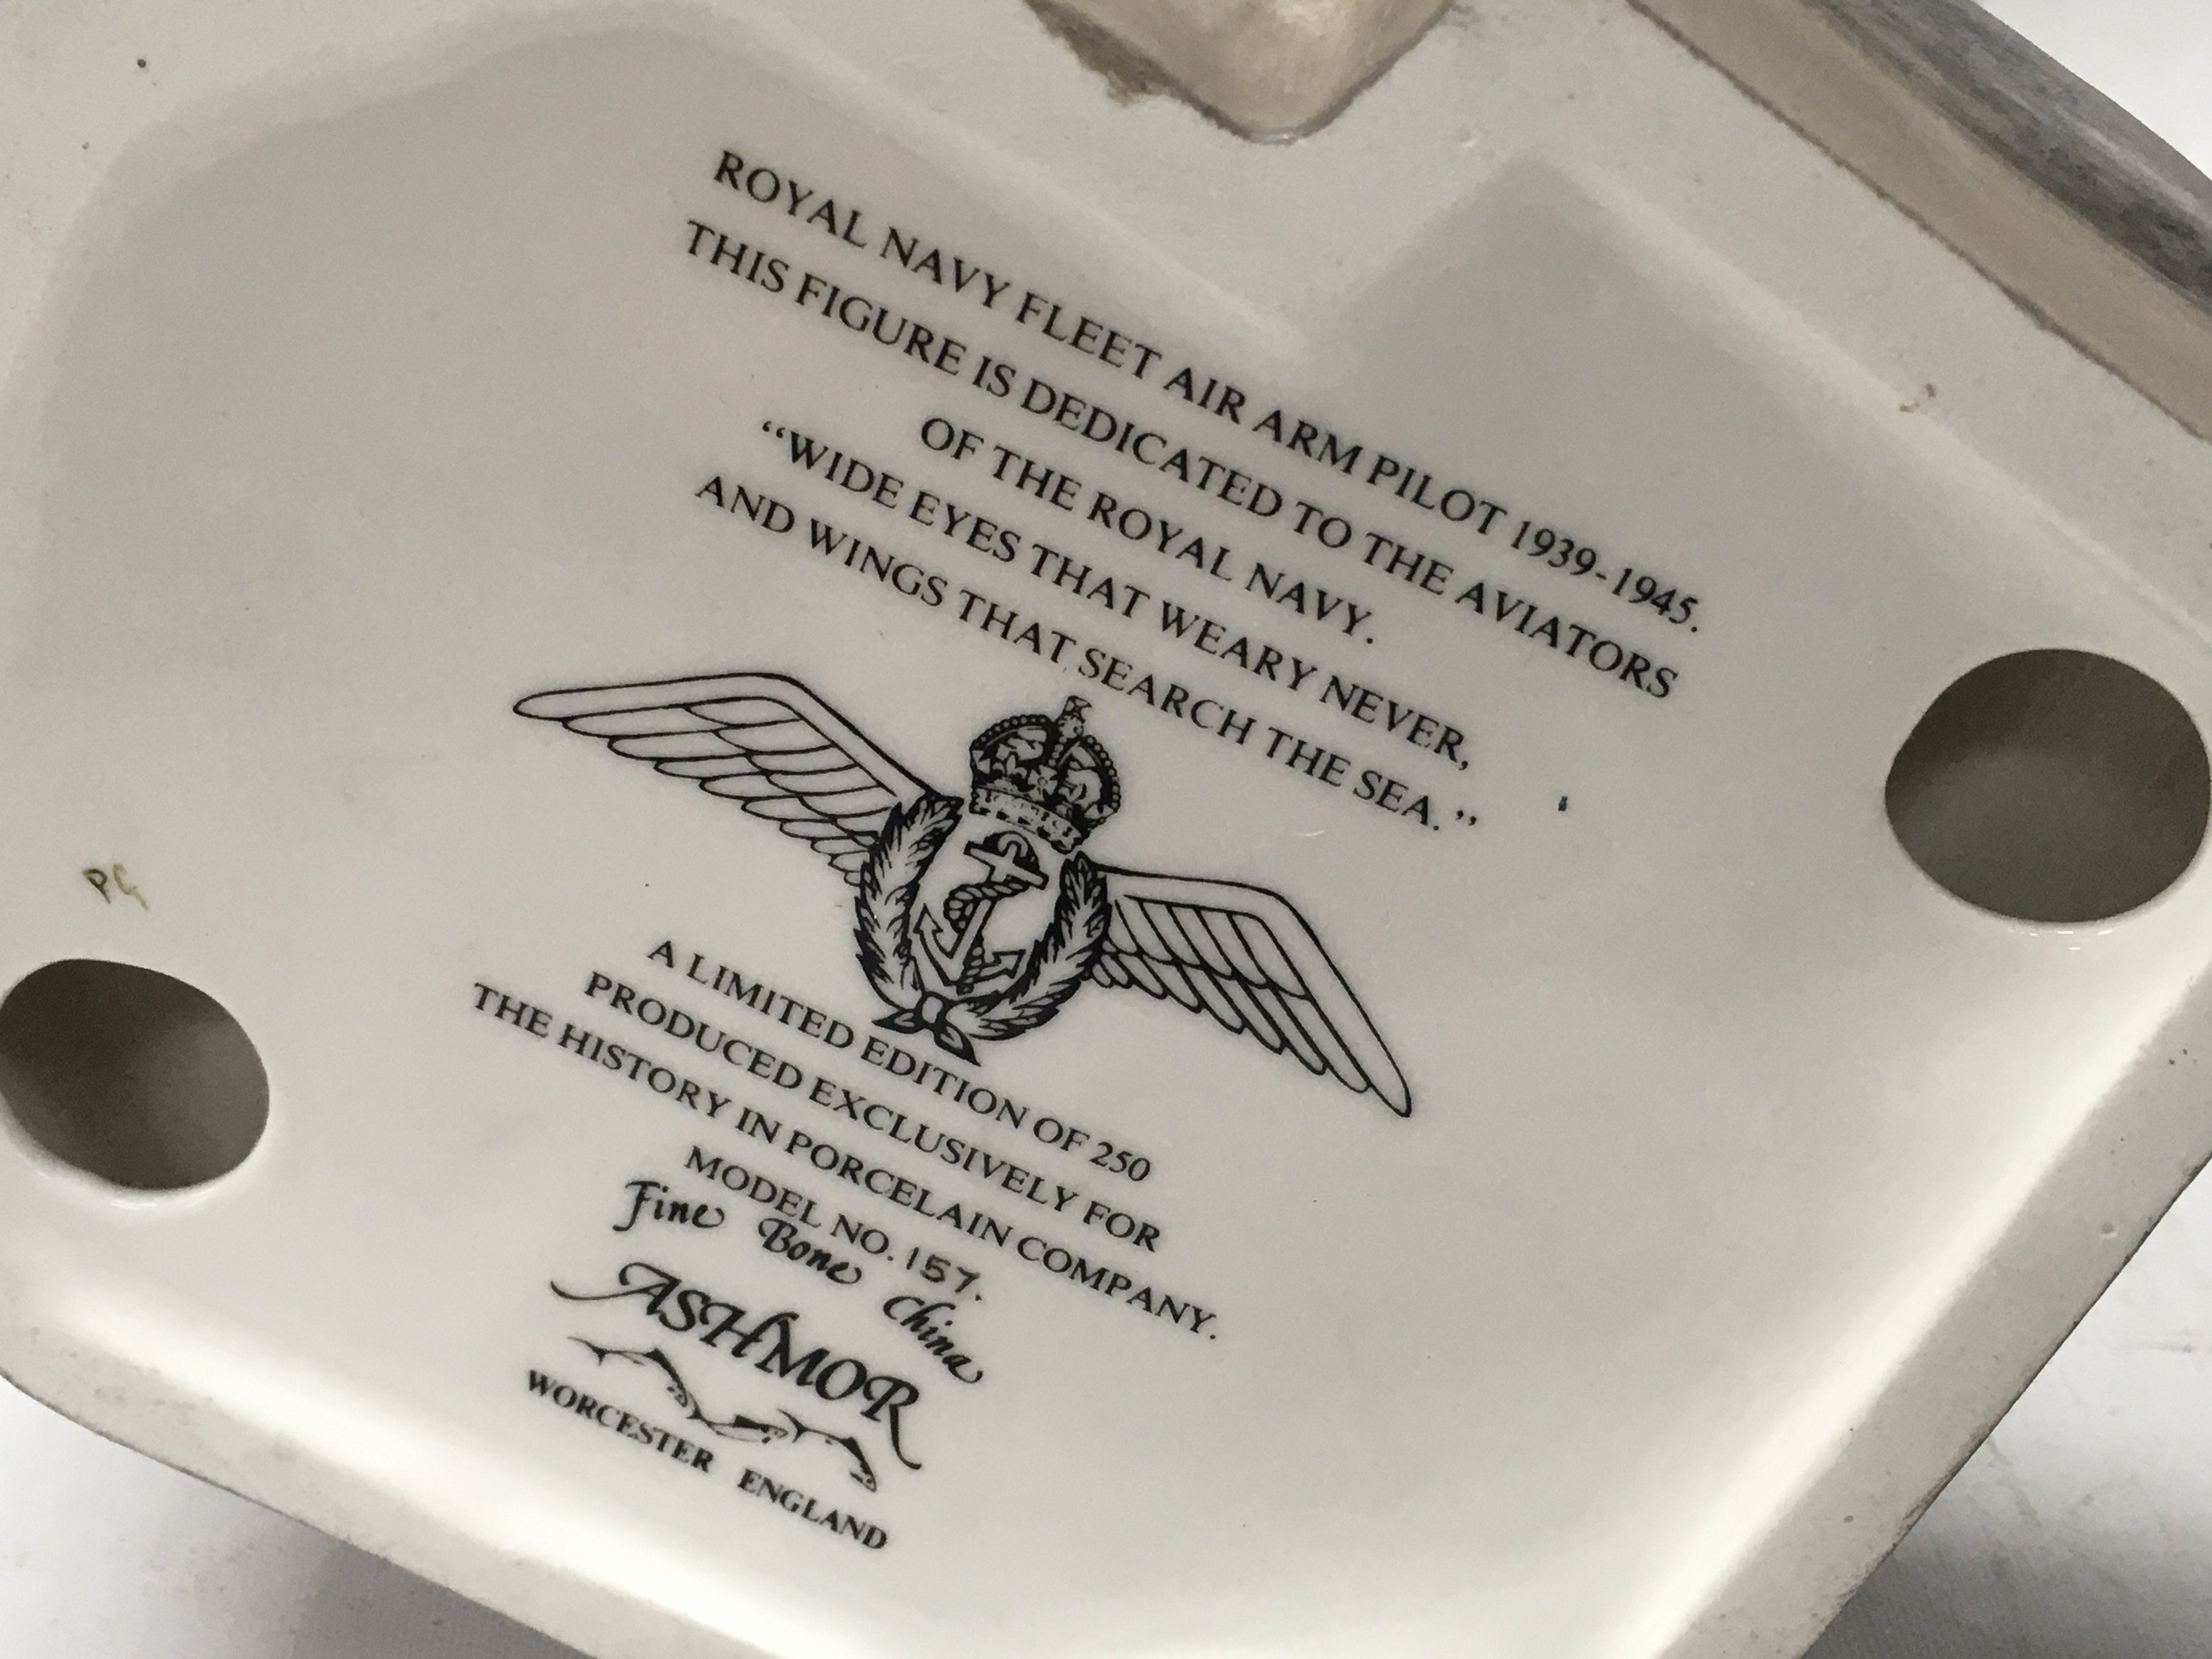 ROYAL NAVY FLEET AIR ARM PILOT 1939-1945.
THIS FIGURE IS DEDICATED TO THE AVIATORS
OF THE ROYAL NAVY.
“WIDE EYES THAT WEARY NEVER,
AND WINGS THAT SEARCH THE SEA.”
PG
A LIMITED EDITION OF 250
PRODUCED EXCLUSIVELY FOR
THE HISTORY IN PORCELAIN COMPANY.
MODEL NO. 157.
Fine Bone China
ASHMOR
WORCESTER ENGLAND